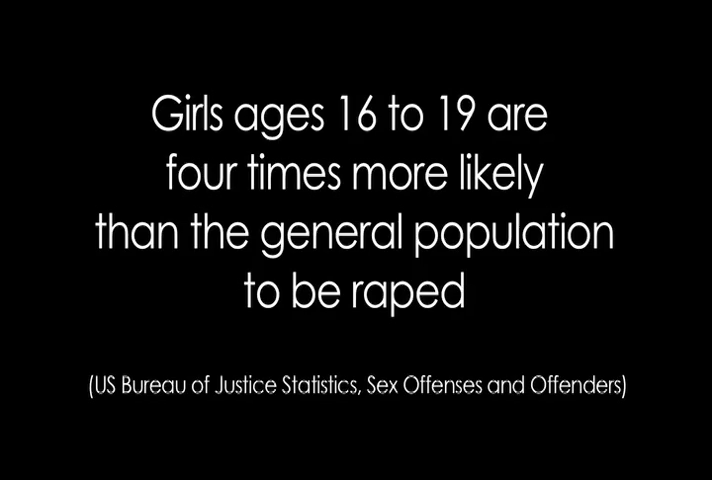 Girls ages 16 to 19 are
four times more likely
than the general population
to be raped
(US Bureau of Justice Statistics, Sex Offenses and Offenders)